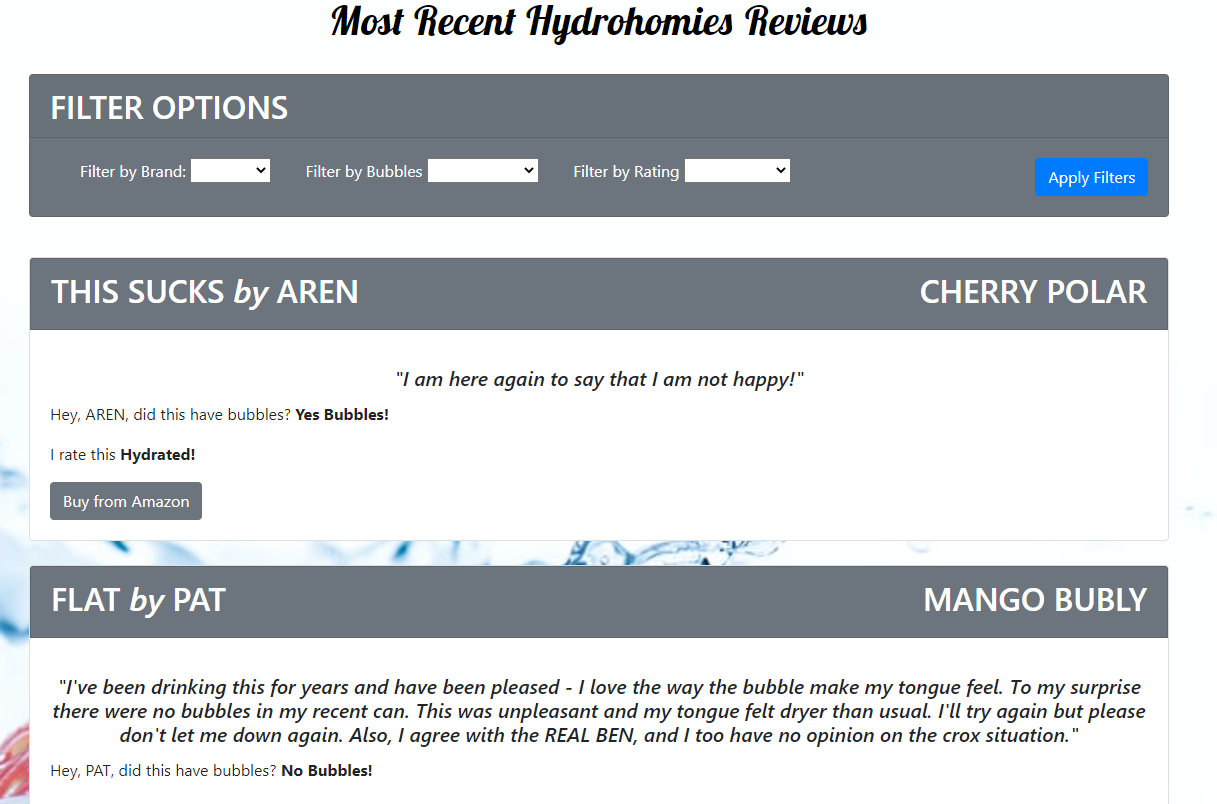 Most Recent Hydrohomies Reviews
FILTER OPTIONS
Filter by Brand: Filter by Bubbles Filter by Rating Apply Filters
THIS SUCKS by AREN CHERRY POLAR
"I am here again to say that I am not happy!"
Hey, AREN, did this have bubbles? Yes Bubbles!
I rate this Hydrated!
Buy from Amazon
FLAT by PAT MANGO BUBLY
"I've been drinking this for years and have been pleased - I love the way the bubble make my tongue feel. To my surprise
there were no bubbles in my recent can. This was unpleasant and my tongue felt dryer than usual. I'll try again but please
don't let me down again. Also, I agree with the REAL BEN, and I too have no opinion on the crox situation."
Hey, PAT, did this have bubbles? No Bubbles!